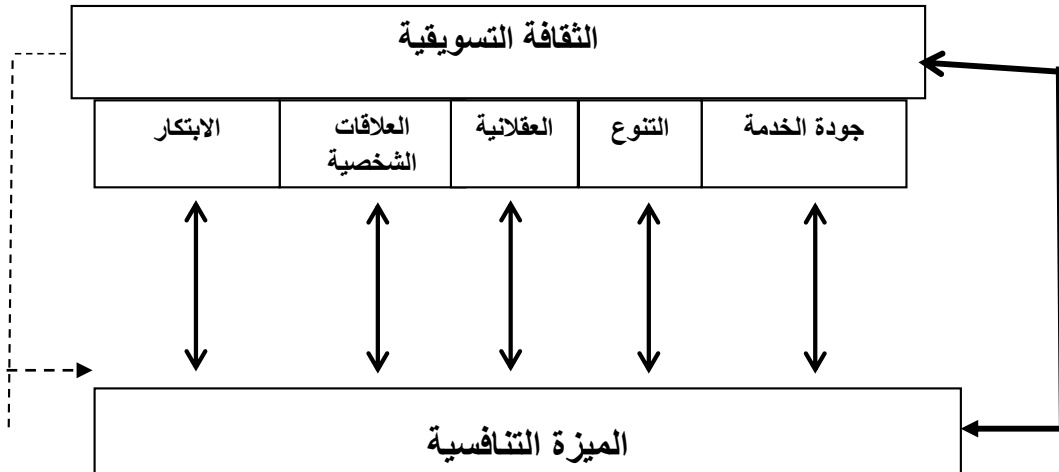 الثقافة التسويقية
جودة الخدمة
التنوع
العقلانية
العلاقات
الشخصية
الابتكار
الميزة التنافسية